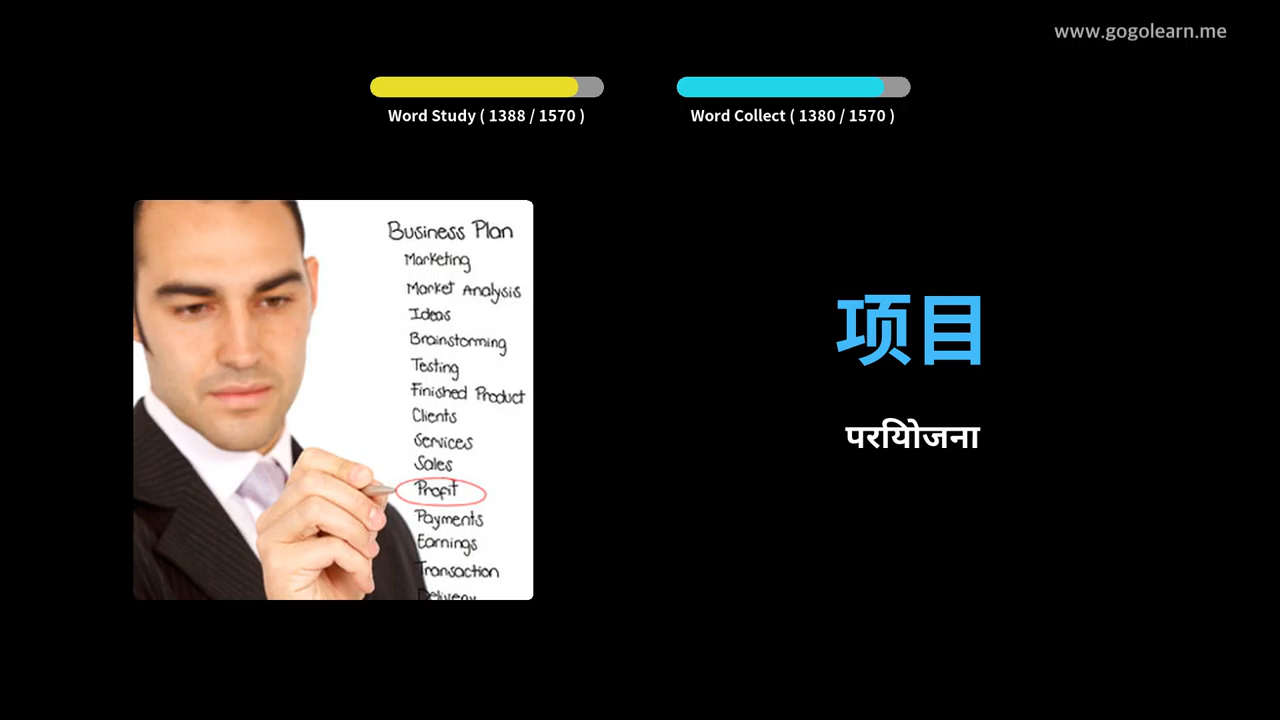 www.gogolearn.me
Word Study ( 1388 / 1570 )
Word Collect ( 1380 / 1570 )
Business Plan
Marketing
Market Analysis
Ideas
Brainstorming
Testing
Finished Product
Clients
Services
Sales
Profit
Payments
Earnings
Transaction
Delivery
项目
परियोजना